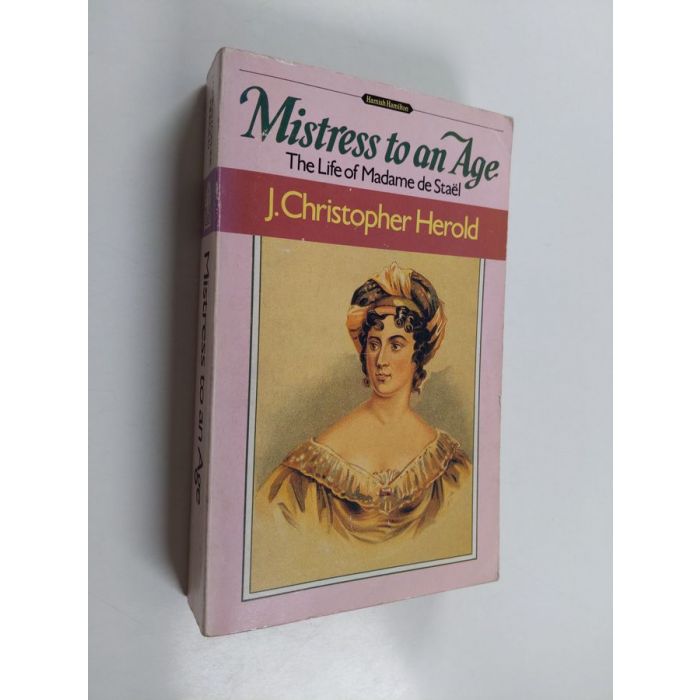 Hamish Hamilton
Mistress to an Age
The Life of Madame de Staël
J. Christopher Herold
Mistress to an Age